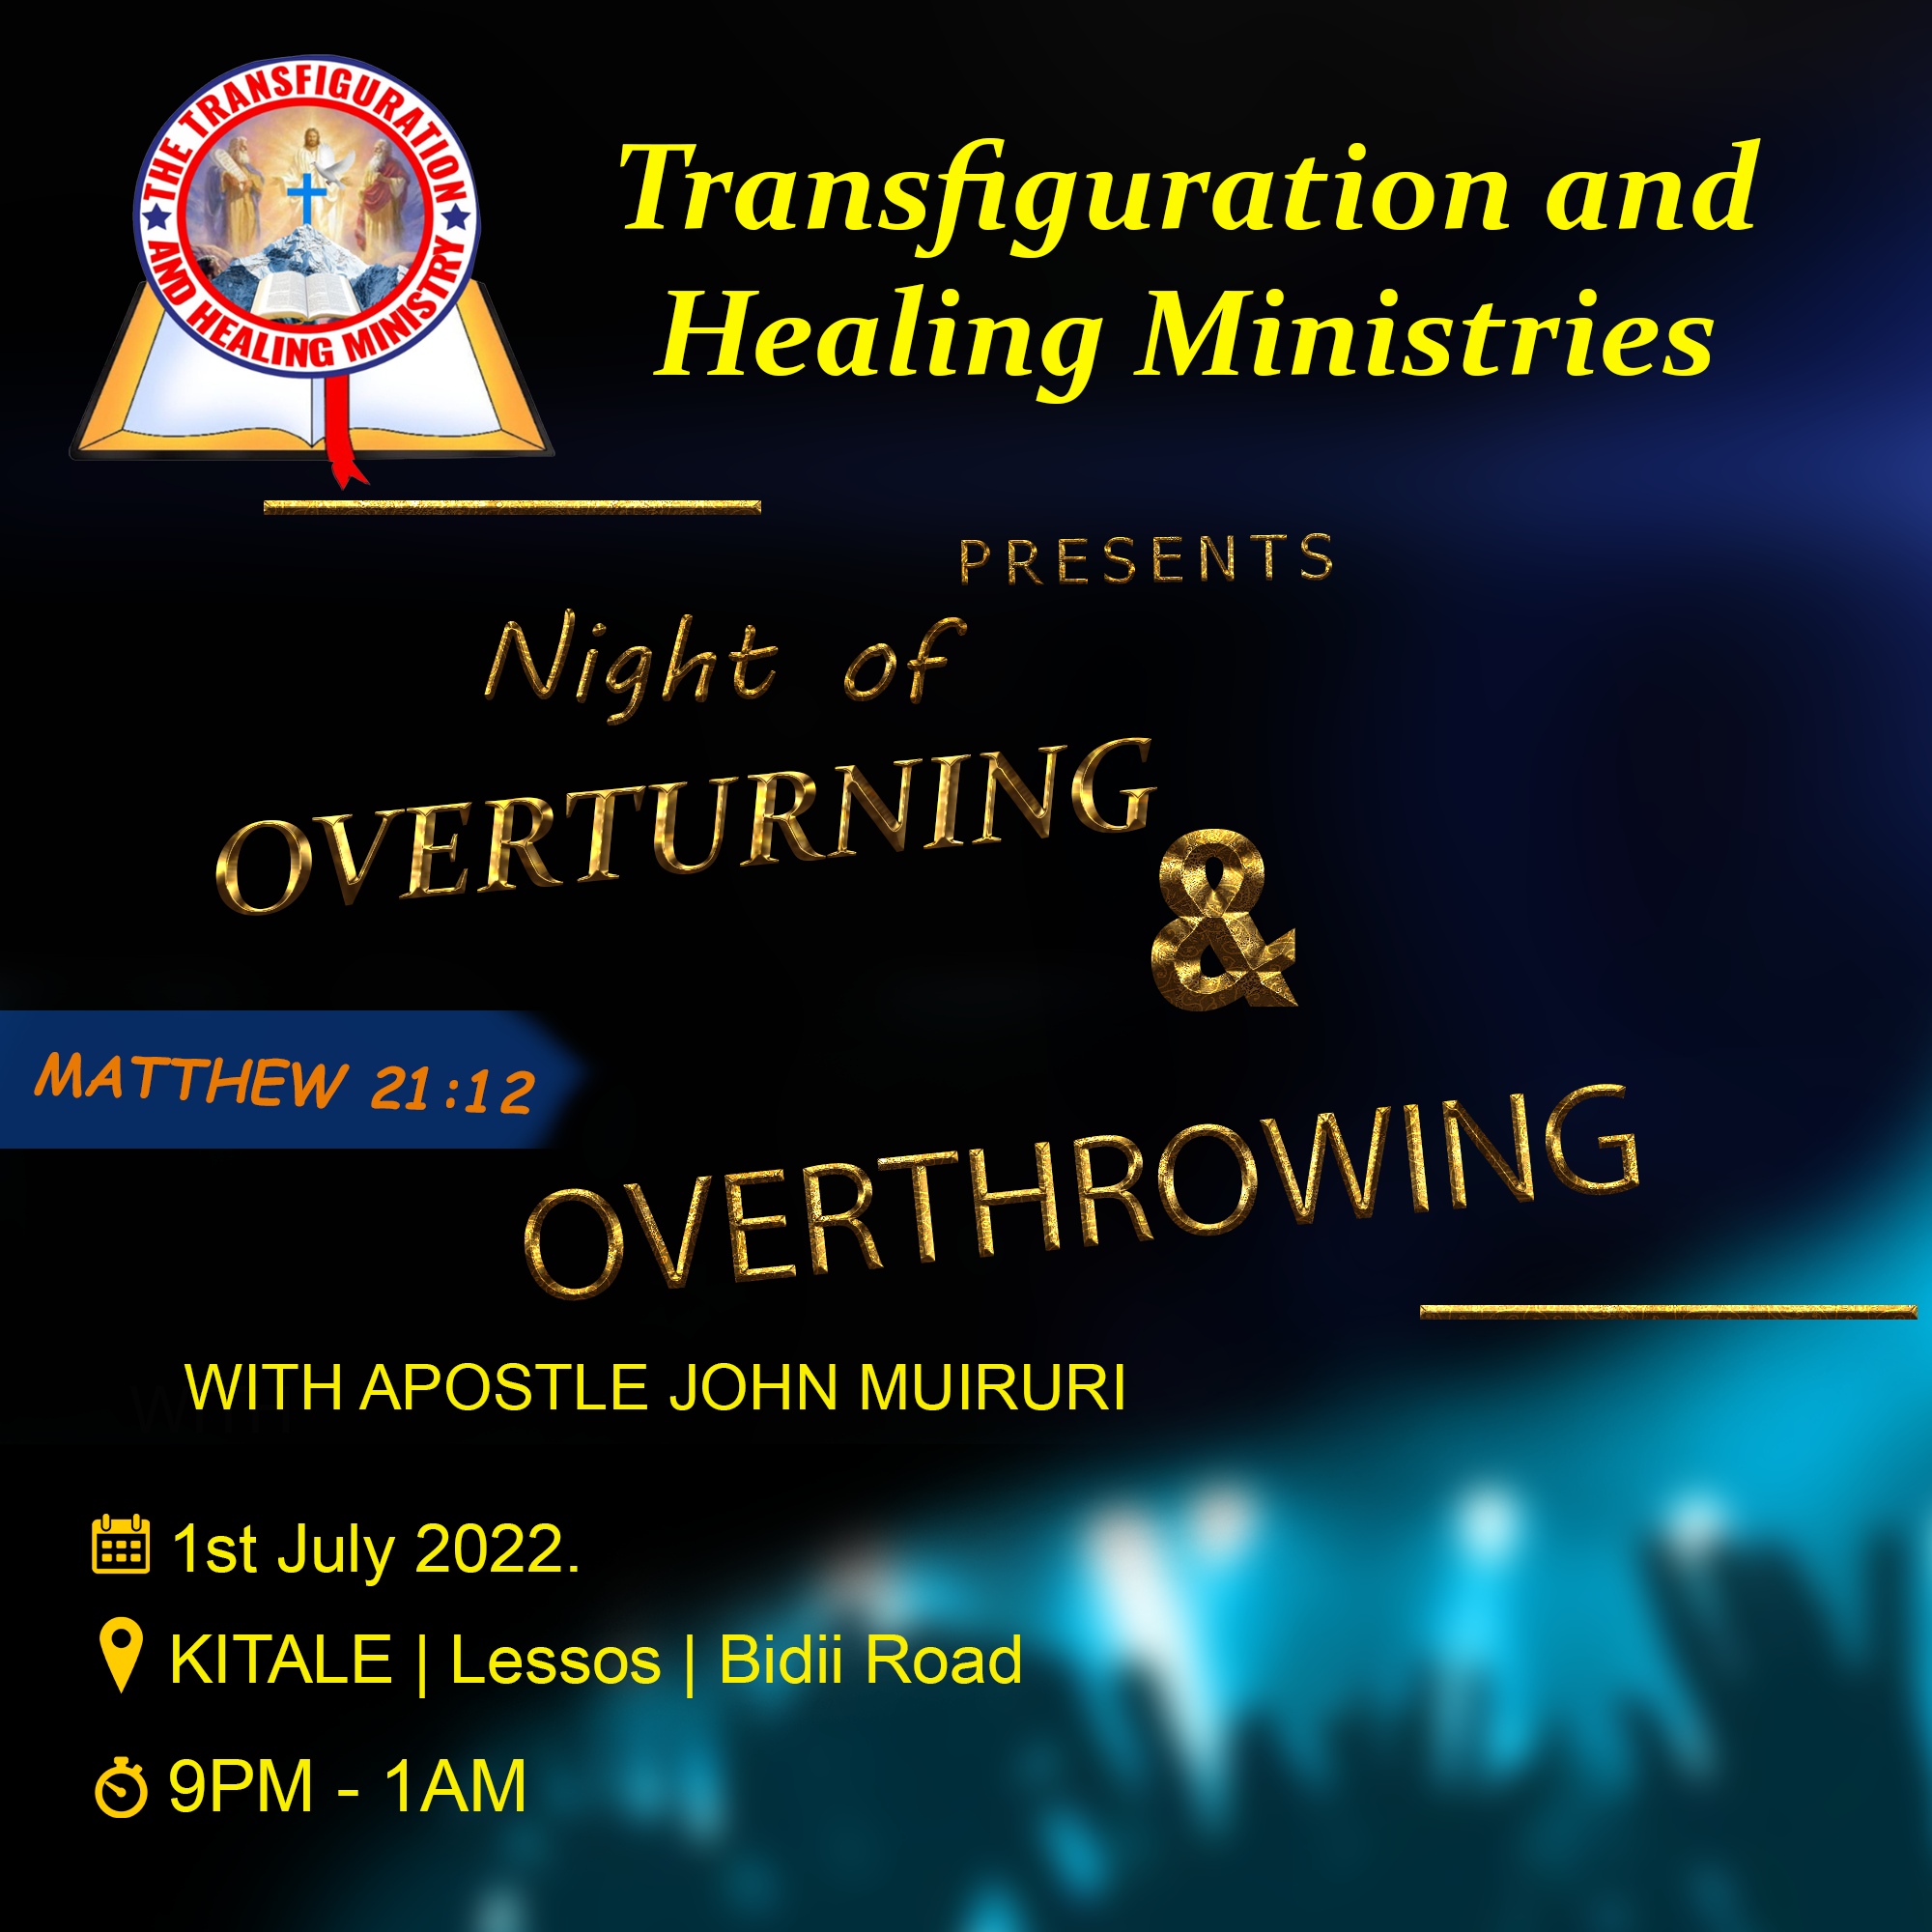 THE TRANSFIGURATION
AND HEALING MINISTRY
Transfiguration and
Healing Ministries
PRESENTS
Night of
OVERTURNING
&
MATTHEW 21:12
OVERTHROWING
WITH APOSTLE JOHN MUIRURI
WITH
1st July 2022.
KITALE | Lessos | Bidii Road
9PM - 1AM